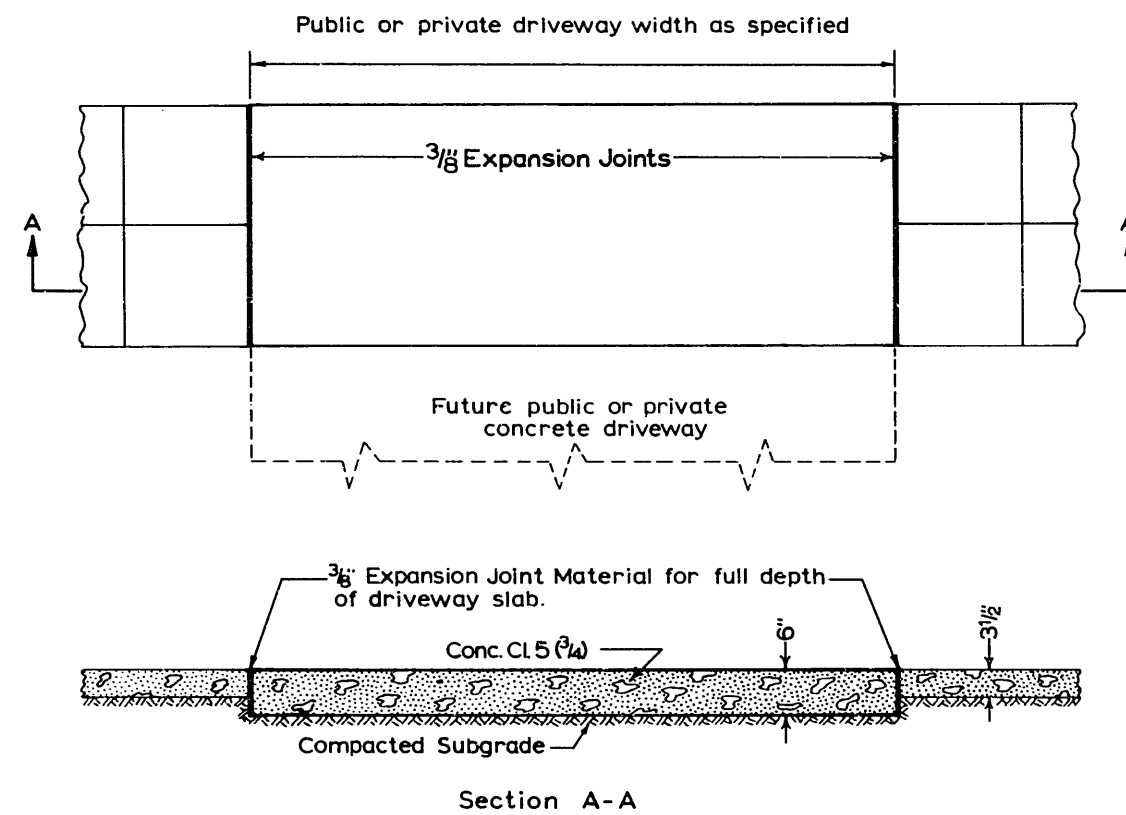 Public or private driveway width as specified
3/8" Expansion Joints
A
A
Future public or private
concrete driveway
3/8" Expansion Joint Material for full depth
of driveway slab.
Conc. Cl. 5 (3/4)
6"
3 1/2"
Compacted Subgrade
Section A-A